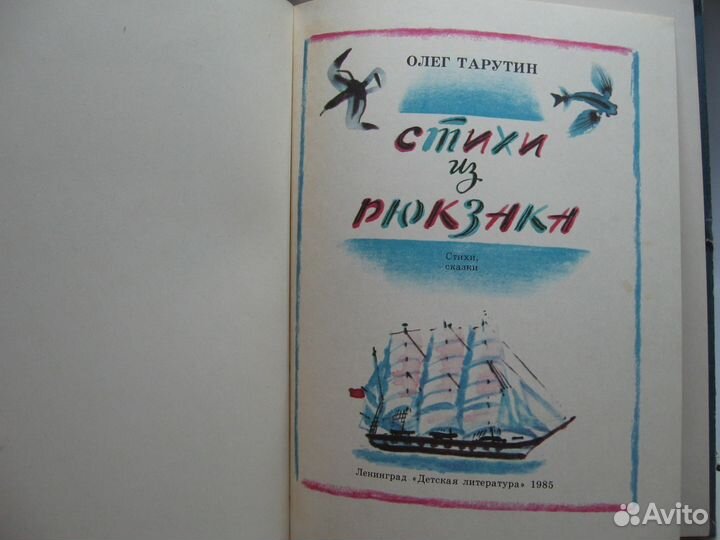 ОЛЕГ ТАРУТИН
СТИХИ
из
РЮКЗАКА
Стихи,
сказки
Ленинград «Детская литература» 1985
Avito